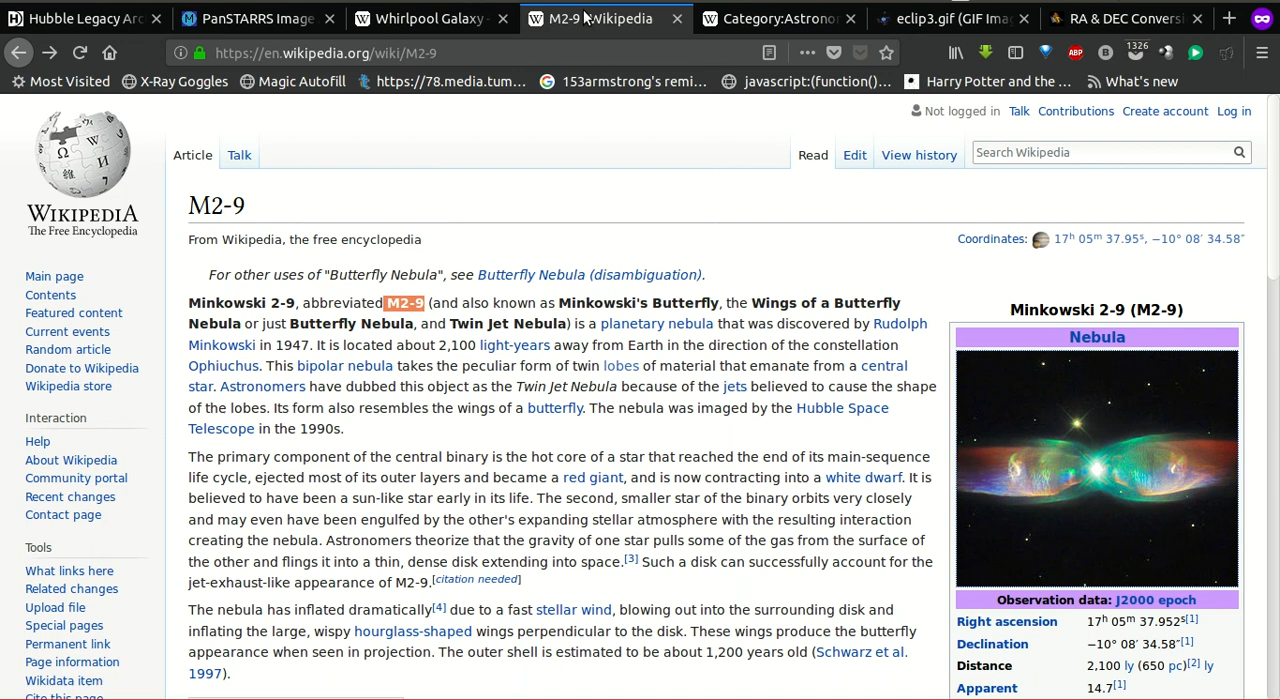 Hubble Legacy Arc
PanSTARRS Image
Whirlpool Galaxy -
M2-9 - Wikipedia
Category:Astrono
eclip3.gif (GIF Ima
RA & DEC Convers
https://en.wikipedia.org/wiki/M2-9
ABP
1326
Most Visited
X-Ray Goggles
Magic Autofill
https://78.media.tum...
153armstrong's remi...
javascript:(function()...
Harry Potter and the ...
What's new
Not logged in Talk Contributions Create account Log in
Article Talk
Read Edit View history
Search Wikipedia
WIKIPEDIA
The Free Encyclopedia
Main page
Contents
Featured content
Current events
Random article
Donate to Wikipedia
Wikipedia store
Interaction
Help
About Wikipedia
Community portal
Recent changes
Contact page
Tools
What links here
Related changes
Upload file
Special pages
Permanent link
Page information
Wikidata item
Cite this page
M2-9
From Wikipedia, the free encyclopedia
Coordinates: 17ʰ 05ᵐ 37.95ˢ, −10° 08′ 34.58″
For other uses of "Butterfly Nebula", see Butterfly Nebula (disambiguation).
Minkowski 2-9, abbreviated M2-9 (and also known as Minkowski's Butterfly, the Wings of a Butterfly
Nebula or just Butterfly Nebula, and Twin Jet Nebula) is a planetary nebula that was discovered by Rudolph
Minkowski in 1947. It is located about 2,100 light-years away from Earth in the direction of the constellation
Ophiuchus. This bipolar nebula takes the peculiar form of twin lobes of material that emanate from a central
star. Astronomers have dubbed this object as the Twin Jet Nebula because of the jets believed to cause the shape
of the lobes. Its form also resembles the wings of a butterfly. The nebula was imaged by the Hubble Space
Telescope in the 1990s.
The primary component of the central binary is the hot core of a star that reached the end of its main-sequence
life cycle, ejected most of its outer layers and became a red giant, and is now contracting into a white dwarf. It is
believed to have been a sun-like star early in its life. The second, smaller star of the binary orbits very closely
and may even have been engulfed by the other's expanding stellar atmosphere with the resulting interaction
creating the nebula. Astronomers theorize that the gravity of one star pulls some of the gas from the surface of
the other and flings it into a thin, dense disk extending into space.[3] Such a disk can successfully account for the
jet-exhaust-like appearance of M2-9.[citation needed]
The nebula has inflated dramatically[4] due to a fast stellar wind, blowing out into the surrounding disk and
inflating the large, wispy hourglass-shaped wings perpendicular to the disk. These wings produce the butterfly
appearance when seen in projection. The outer shell is estimated to be about 1,200 years old (Schwarz et al.
1997).
Minkowski 2-9 (M2-9)
Nebula
Observation data: J2000 epoch
Right ascension 17ʰ 05ᵐ 37.952ˢ[1]
Declination −10° 08′ 34.58″[1]
Distance 2,100 ly (650 pc)[2] ly
Apparent 14.7[1]